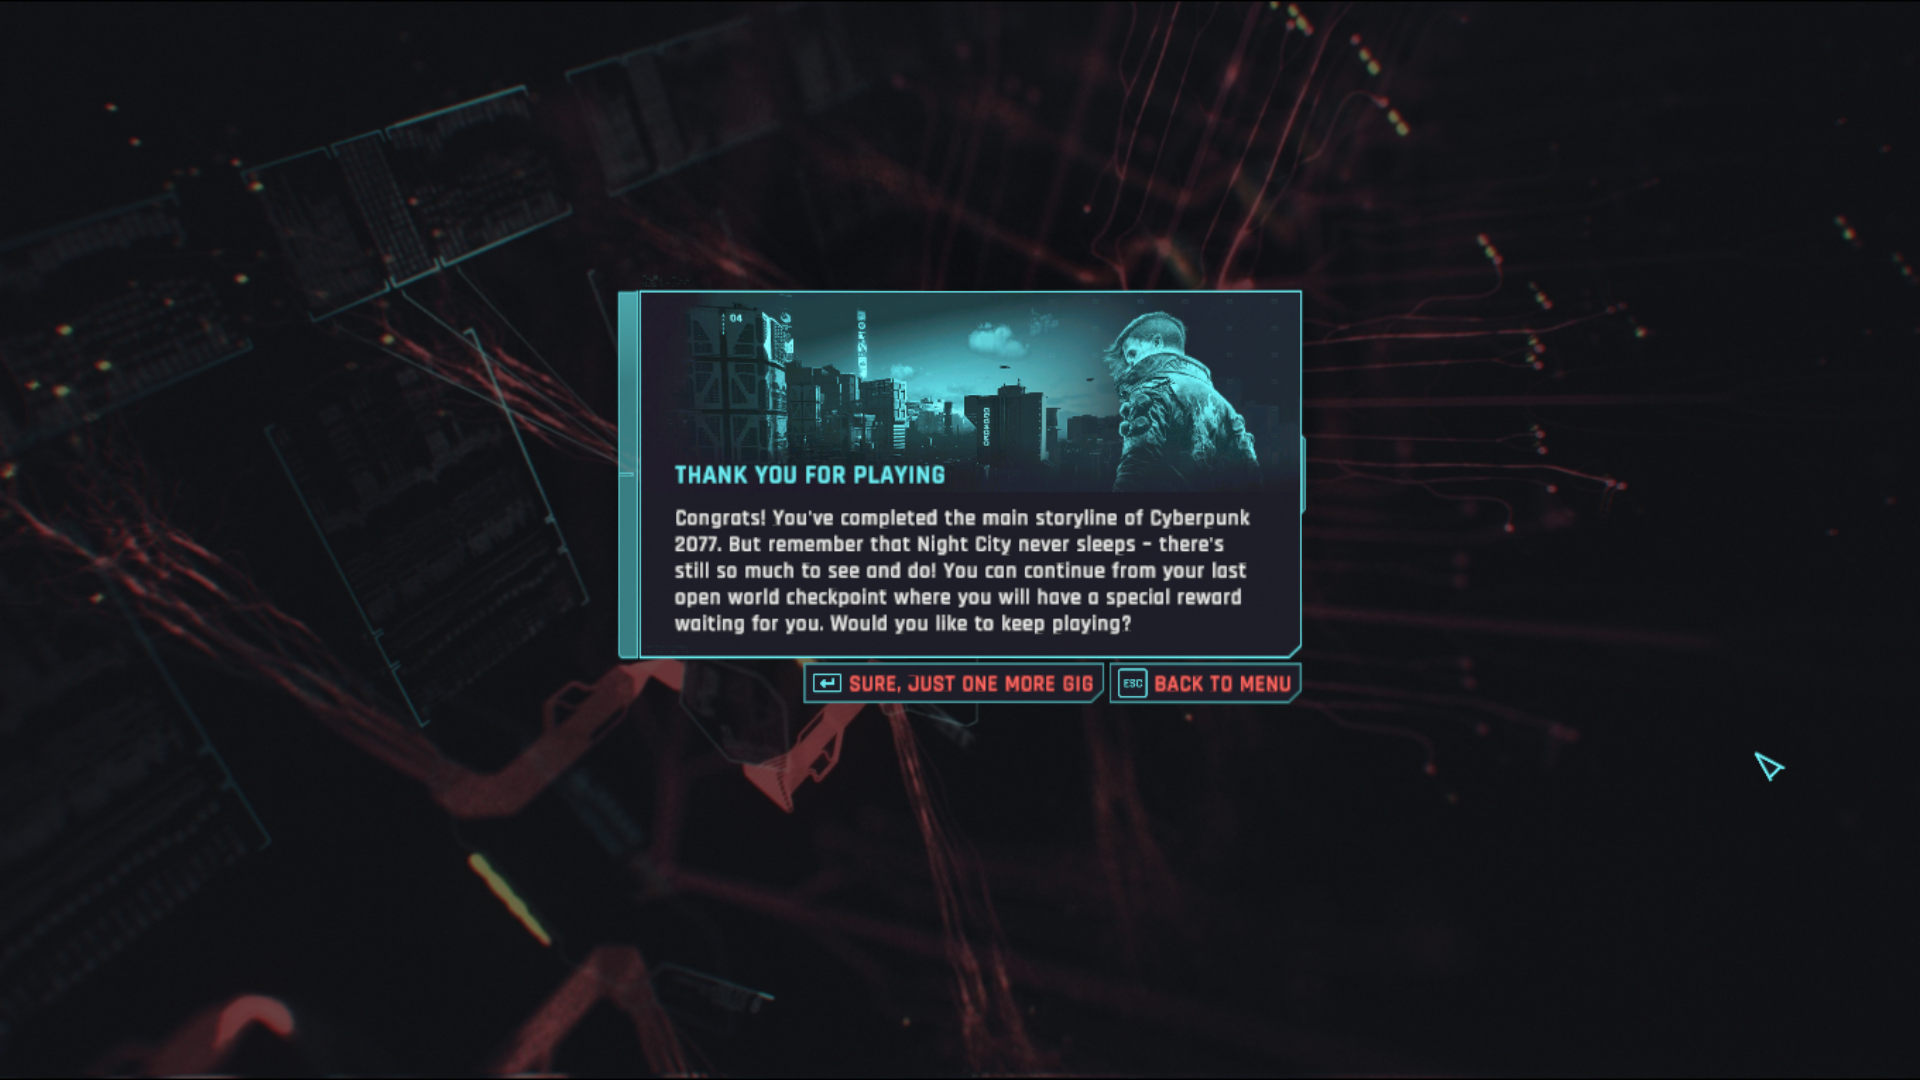 04
THANK YOU FOR PLAYING
Congrats! You've completed the main storyline of Cyberpunk
2077. But remember that Night City never sleeps – there's
still so much to see and do! You can continue from your last
open world checkpoint where you will have a special reward
waiting for you. Would you like to keep playing?
SURE, JUST ONE MORE GIG
ESC BACK TO MENU